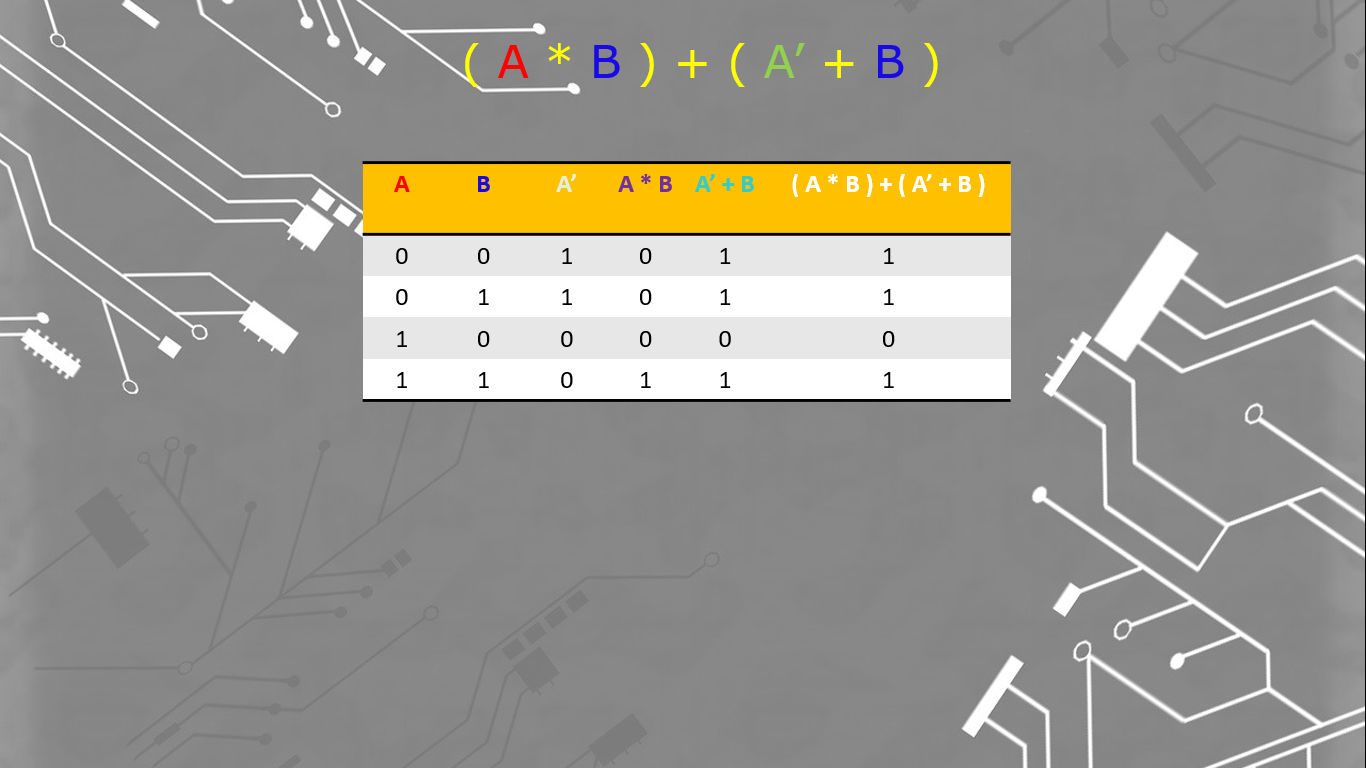 ( A * B ) + ( A’ + B )
A B A’ A * B A’ + B ( A * B ) + ( A’ + B )
0 0 1 0 1 1
0 1 1 0 1 1
1 0 0 0 0 0
1 1 0 1 1 1